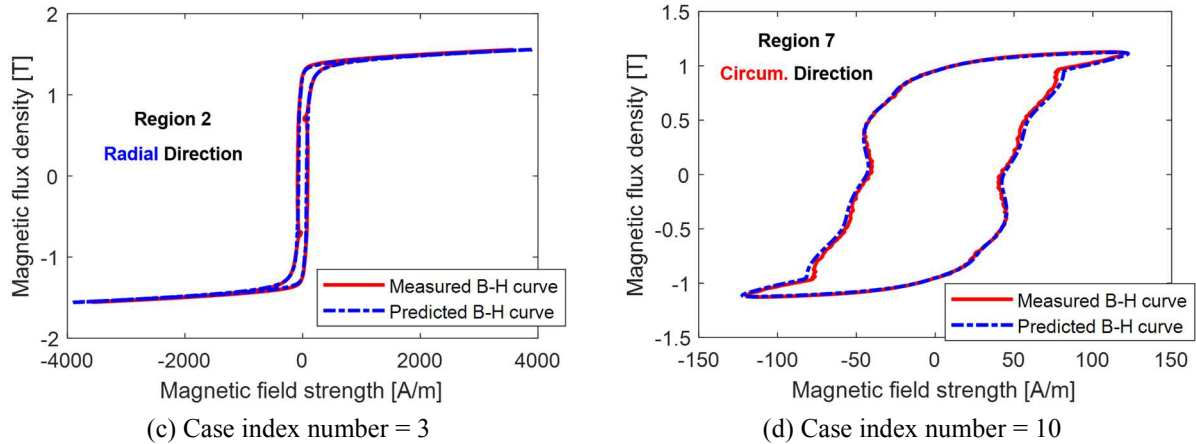 2
1
0
-1
-2
Magnetic flux density [T]
Region 2
Radial Direction
Measured B-H curve
Predicted B-H curve
-4000 -2000 0 2000 4000
Magnetic field strength [A/m]
(c) Case index number = 3
1.5
1
0.5
0
-0.5
-1
-1.5
Magnetic flux density [T]
Region 7
Circum. Direction
Measured B-H curve
Predicted B-H curve
-150 -100 -50 0 50 100 150
Magnetic field strength [A/m]
(d) Case index number = 10